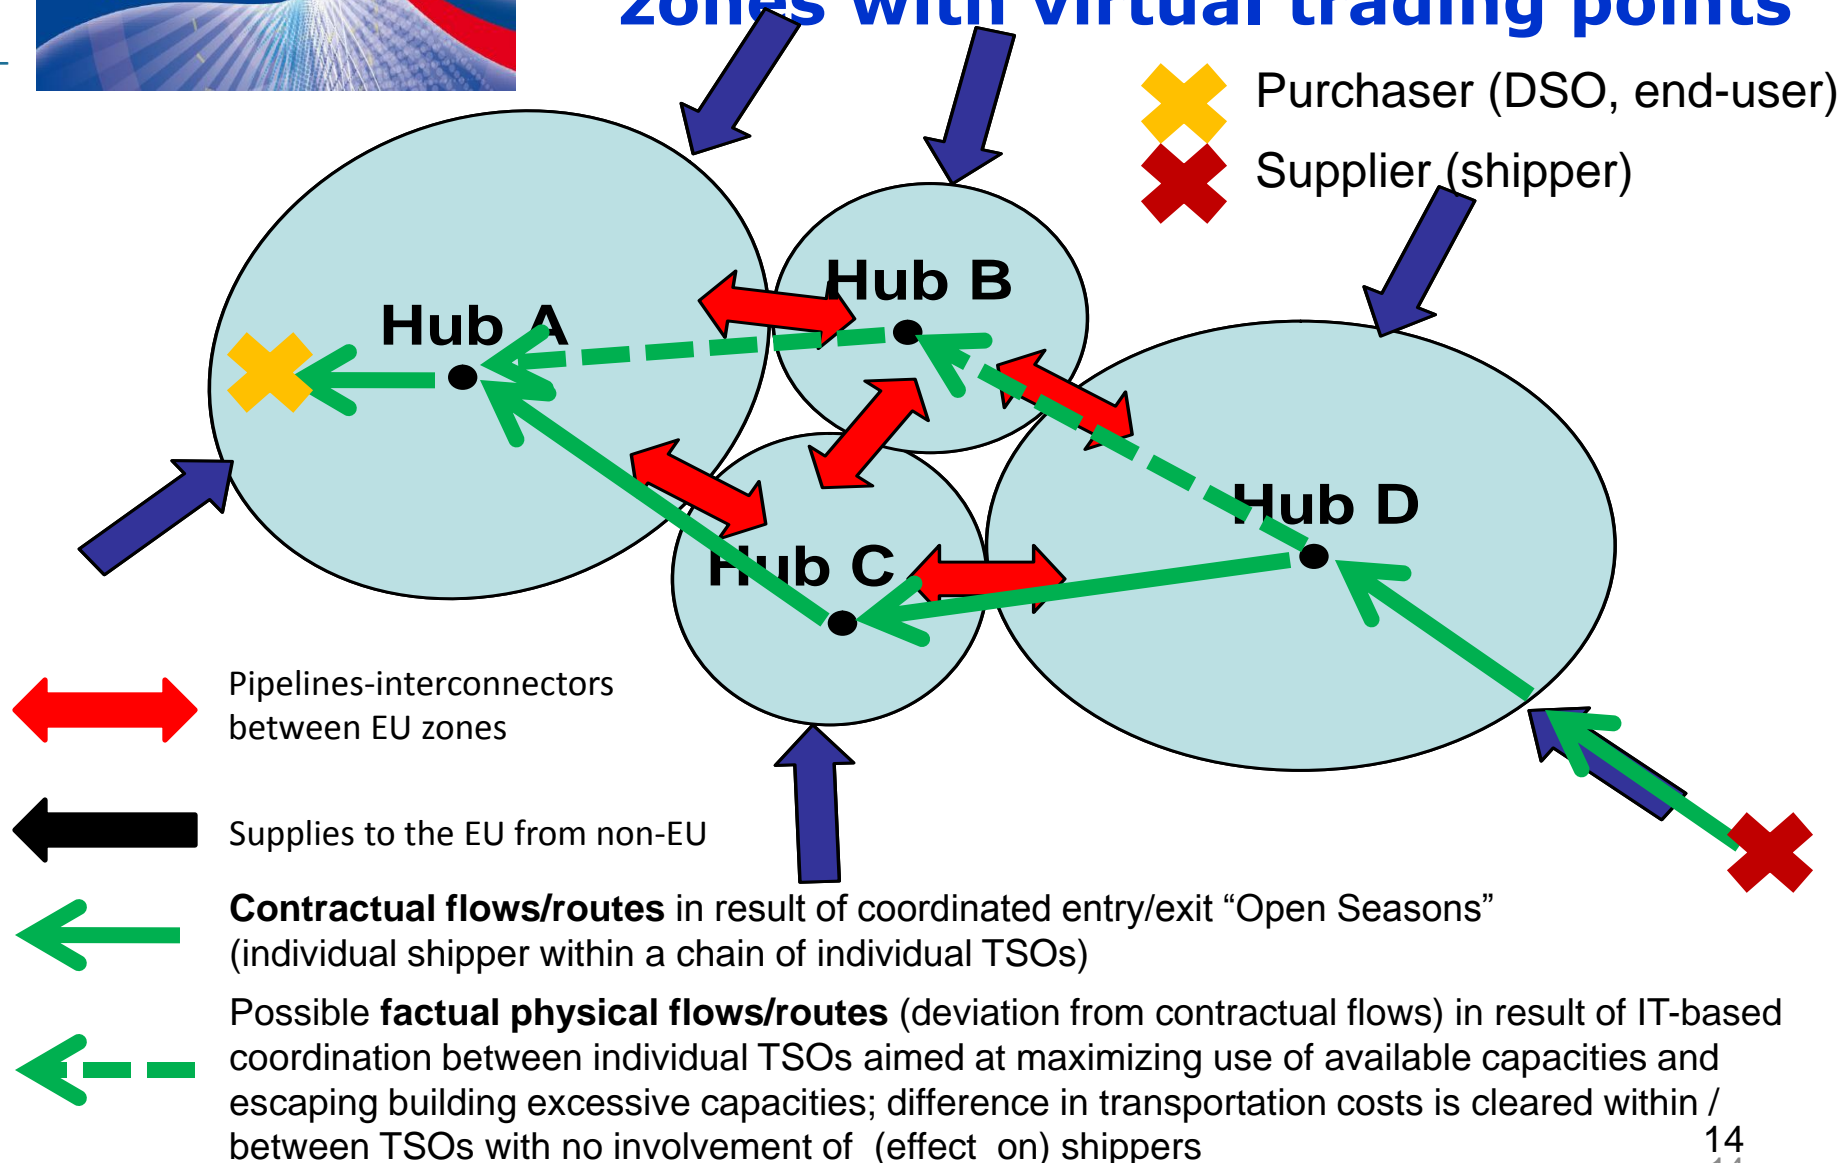 zones with virtual trading points
Purchaser (DSO, end-user)
Supplier (shipper)
Hub B
Hub A
Hub D
Hub C
Pipelines-interconnectors
between EU zones
Supplies to the EU from non-EU
Contractual flows/routes in result of coordinated entry/exit “Open Seasons”
(individual shipper within a chain of individual TSOs)
Possible factual physical flows/routes (deviation from contractual flows) in result of IT-based
coordination between individual TSOs aimed at maximizing use of available capacities and
escaping building excessive capacities; difference in transportation costs is cleared within /
between TSOs with no involvement of (effect on) shippers
14